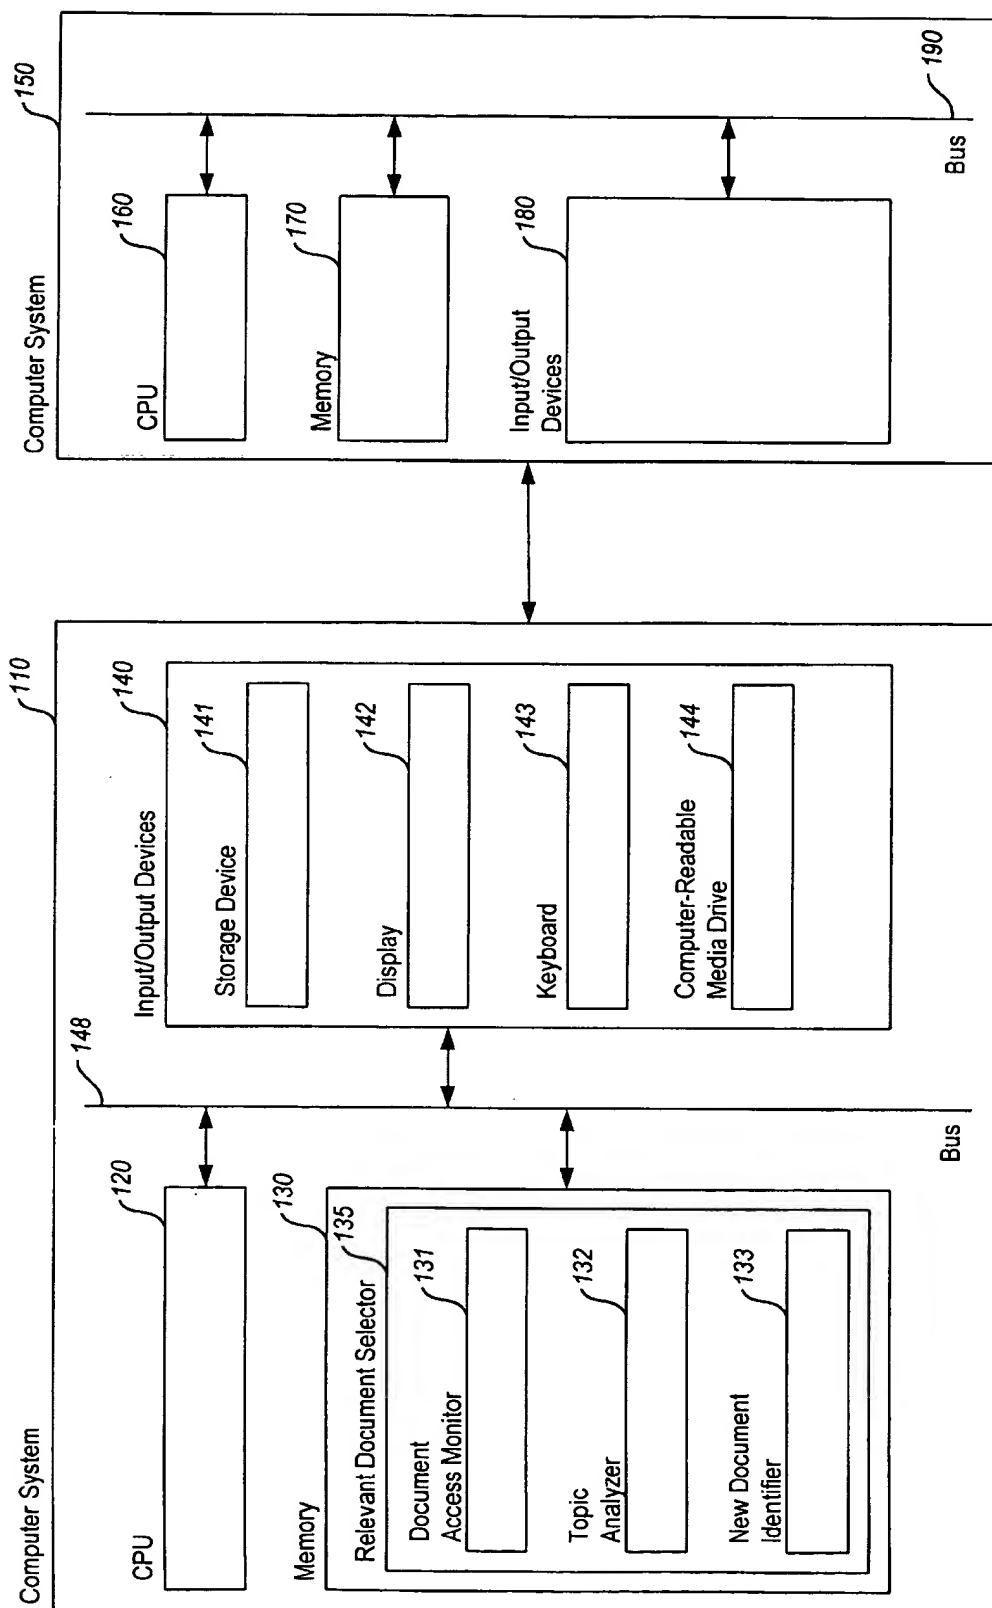 Computer System
110
CPU
120
148
Bus
Memory
130
Relevant Document Selector
135
Document
Access Monitor
131
Topic
Analyzer
132
New Document
Identifier
133
Input/Output Devices
140
Storage Device
141
Display
142
Keyboard
143
Computer-Readable
Media Drive
144
Computer System
150
CPU
160
Memory
170
Input/Output
Devices
180
190
Bus